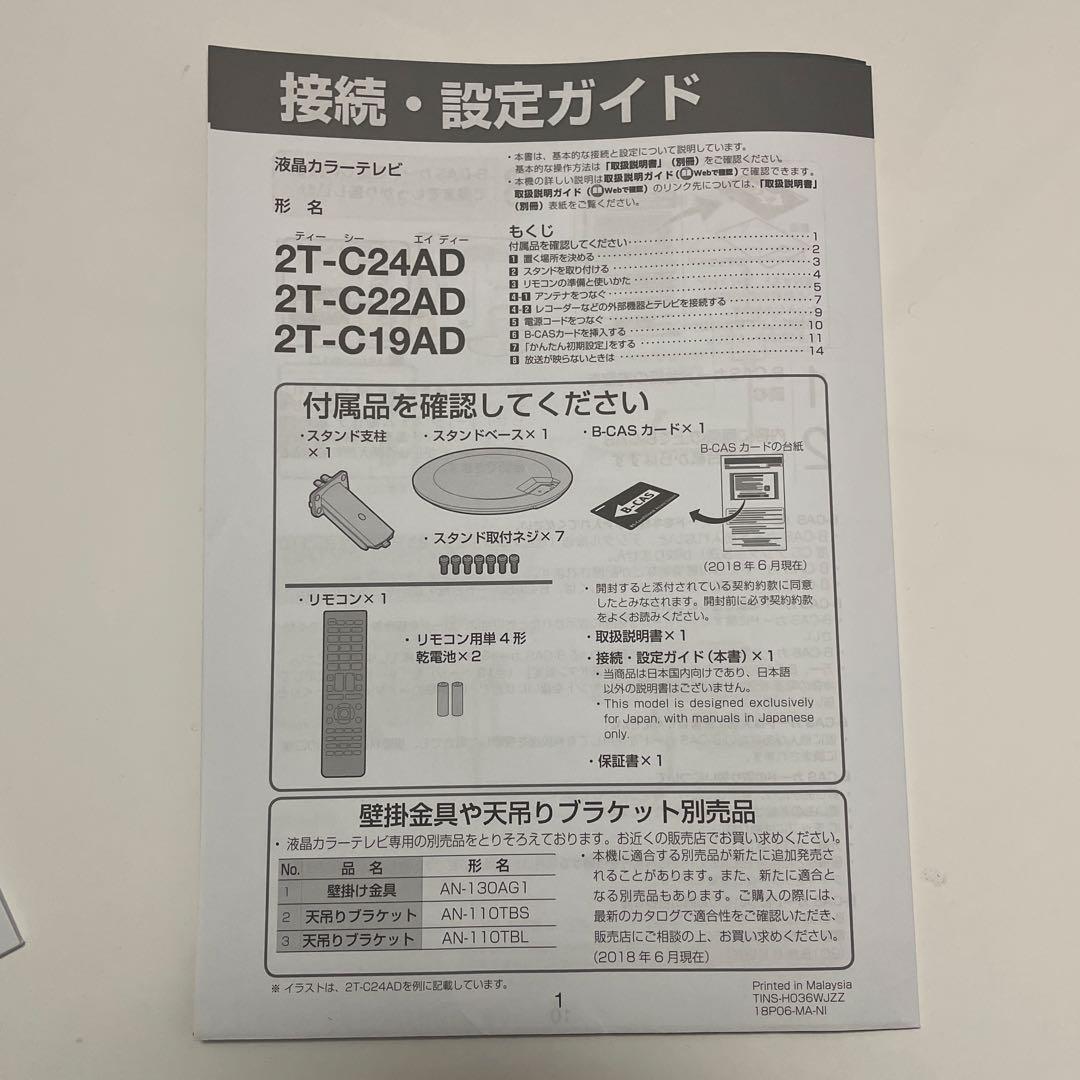 接続・設定ガイド
液晶カラーテレビ
形 名
ティー シー エイ ディー
2T-C24AD
2T-C22AD
2T-C19AD
・本書は、基本的な接続と設定について説明しています。
基本的な操作方法は「取扱説明書」（別冊）をご確認ください。
・本機の詳しい説明は取扱説明ガイド（Webで確認）で確認できます。
取扱説明ガイド（Webで確認）のリンク先については、「取扱説明書」
（別冊）表紙をご覧ください。
もくじ
付属品を確認してください……1
1 置く場所を決める……2
2 スタンドを取り付ける……3
3 リモコンの準備と使いかた……4
4-1 アンテナをつなぐ……5
4-2 レコーダーなどの外部機器とテレビを接続する……7
5 電源コードをつなぐ……9
6 B-CASカードを挿入する……10
7「かんたん初期設定」をする……11
8 放送が映らないときは……14
付属品を確認してください
・スタンド支柱
×1
・スタンドベース×1
・B-CASカード×1
B-CASカードの台紙
B-CAS
・スタンド取付ネジ×7
（2018年6月現在）
・開封すると添付されている契約約款に同意
したとみなされます。開封前に必ず契約約款
をよくお読みください。
・リモコン×1
・リモコン用単4形
乾電池×2
・取扱説明書×1
・接続・設定ガイド（本書）×1
・当商品は日本国内向けであり、日本語
以外の説明書はございません。
・This model is designed exclusively
for Japan, with manuals in Japanese
only.
・保証書×1
壁掛金具や天吊りブラケット別売品
・液晶カラーテレビ専用の別売品をとりそろえております。お近くの販売店でお買い求めください。
No. 品 名 形 名
1 壁掛け金具 AN-130AG1
2 天吊りブラケット AN-110TBS
3 天吊りブラケット AN-110TBL
・本機に適合する別売品が新たに追加発売さ
れることがあります。また、新たに適合と
なる別売品もあります。ご購入の際には、
最新のカタログで適合性をご確認いただき、
販売店にご相談の上、お買い求めください。
（2018年6月現在）
※ イラストは、2T-C24ADを例に記載しています。
1
Printed in Malaysia
TINS-H036WJZZ
18P06-MA-NI